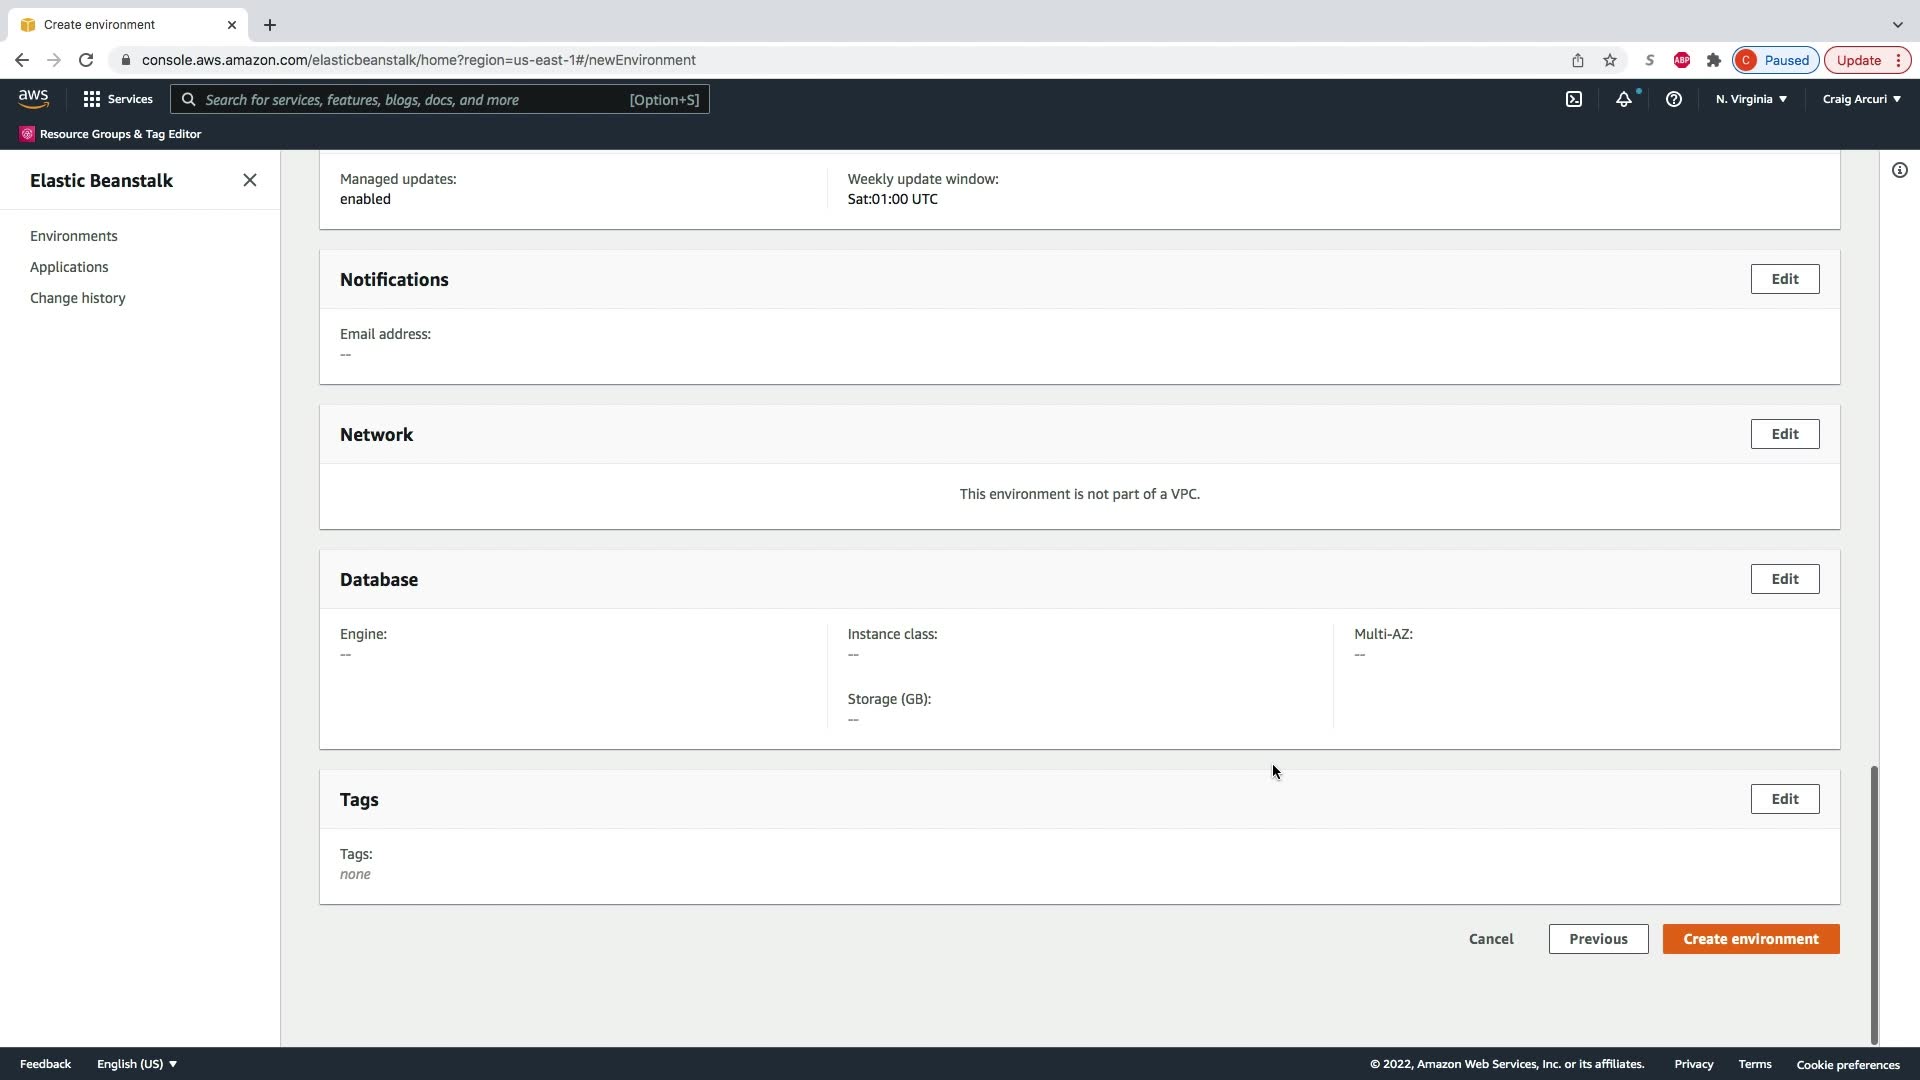 Create environment
console.aws.amazon.com/elasticbeanstalk/home?region=us-east-1#/newEnvironment
S
ABP
C
Paused
Update
aws
Services
Search for services, features, blogs, docs, and more
[Option+S]
N. Virginia
Craig Arcuri
Resource Groups & Tag Editor
Elastic Beanstalk
Environments
Applications
Change history
Managed updates:
enabled
Weekly update window:
Sat:01:00 UTC
Notifications
Edit
Email address:
--
Network
Edit
This environment is not part of a VPC.
Database
Edit
Engine:
--
Instance class:
--
Storage (GB):
--
Multi-AZ:
--
Tags
Edit
Tags:
none
Cancel
Previous
Create environment
Feedback
English (US)
© 2022, Amazon Web Services, Inc. or its affiliates.
Privacy
Terms
Cookie preferences